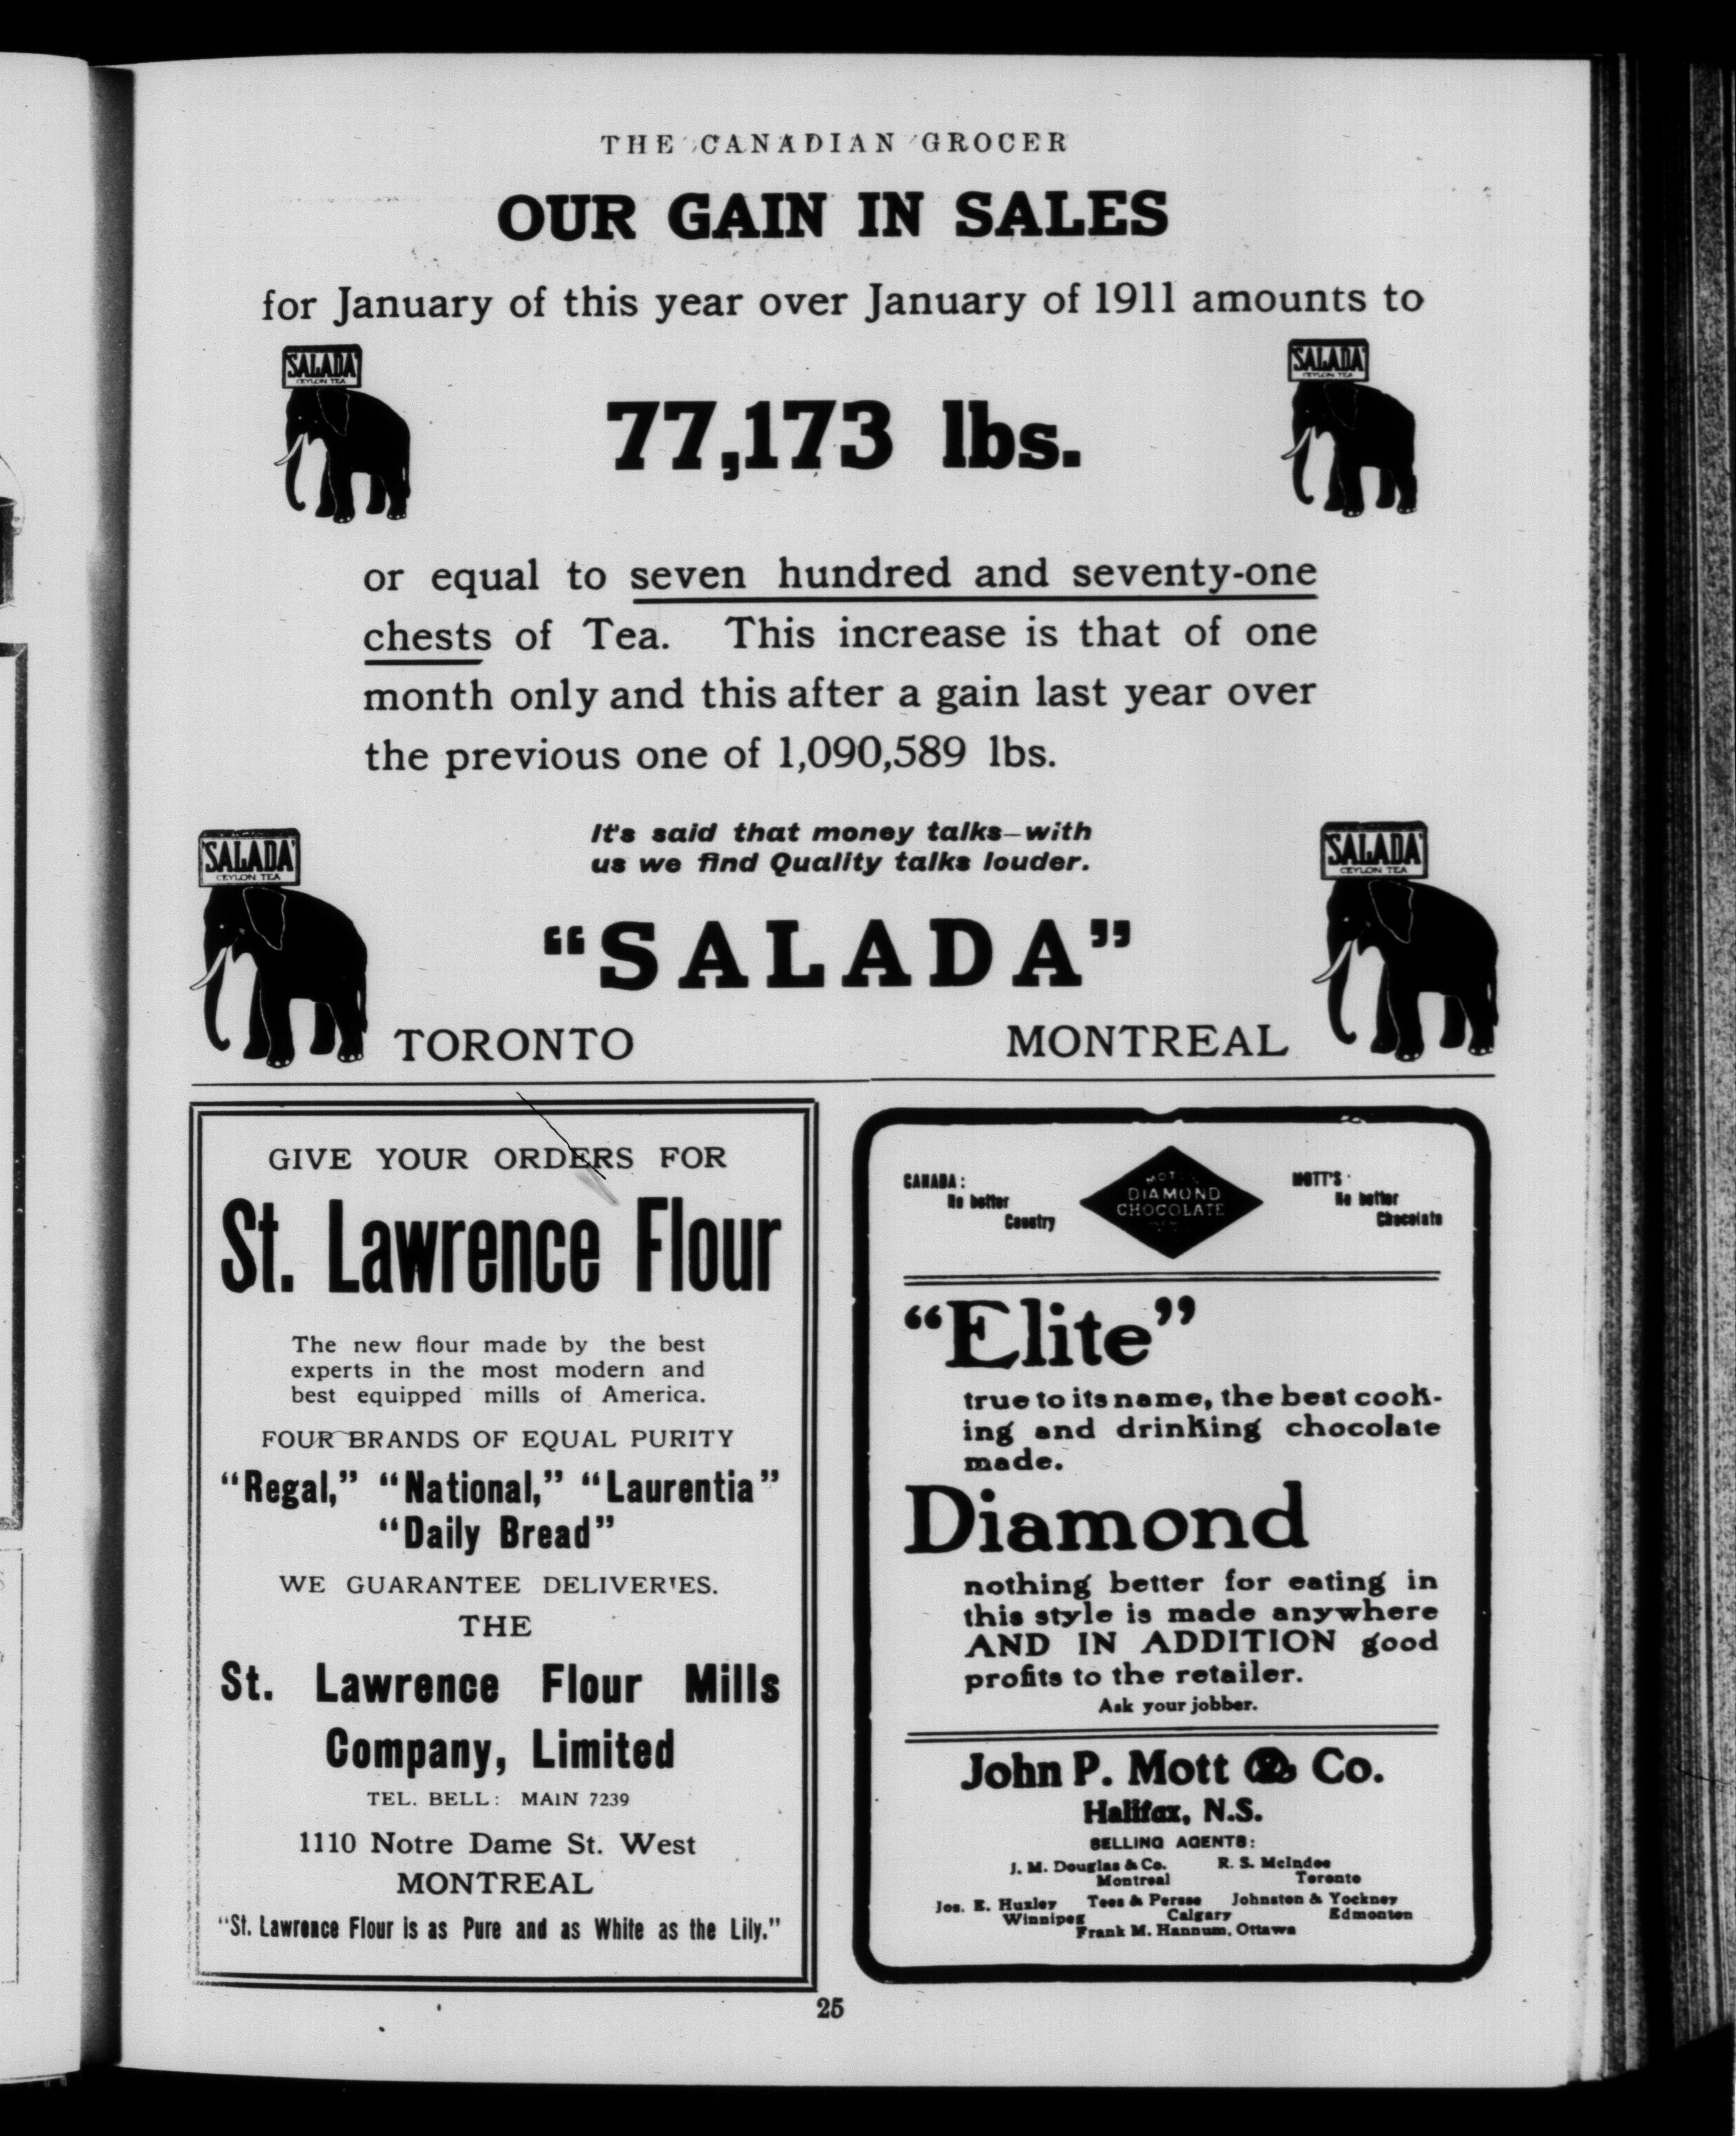 THE CANADIAN GROCER
OUR GAIN IN SALES
for January of this year over January of 1911 amounts to
SALADA
CEYLON TEA
SALADA
CEYLON TEA
77,173 lbs.
or equal to seven hundred and seventy-one
chests of Tea. This increase is that of one
month only and this after a gain last year over
the previous one of 1,090,589 lbs.
It's said that money talks—with
us we find Quality talks louder.
SALADA
CEYLON TEA
SALADA
CEYLON TEA
“SALADA”
TORONTO MONTREAL
GIVE YOUR ORDERS FOR
St. Lawrence Flour
The new flour made by the best
experts in the most modern and
best equipped mills of America.
FOUR BRANDS OF EQUAL PURITY
“Regal,” “National,” “Laurentia”
“Daily Bread”
WE GUARANTEE DELIVERIES.
THE
St. Lawrence Flour Mills
Company, Limited
TEL. BELL: MAIN 7239
1110 Notre Dame St. West
MONTREAL
“St. Lawrence Flour is as Pure and as White as the Lily.”
CANADA:
No better
Country
DIAMOND
CHOCOLATE
MOTT'S
No better
Chocolate
“Elite”
true to its name, the best cook-
ing and drinking chocolate
made.
Diamond
nothing better for eating in
this style is made anywhere
AND IN ADDITION good
profits to the retailer.
Ask your jobber.
John P. Mott & Co.
Halifax, N.S.
SELLING AGENTS:
J. M. Douglas & Co. R. S. McIndoe
Montreal Toronto
Jos. E. Huxley Tees & Persse Johnston & Yockney
Winnipeg Calgary Edmonton
Frank M. Hannum, Ottawa
25